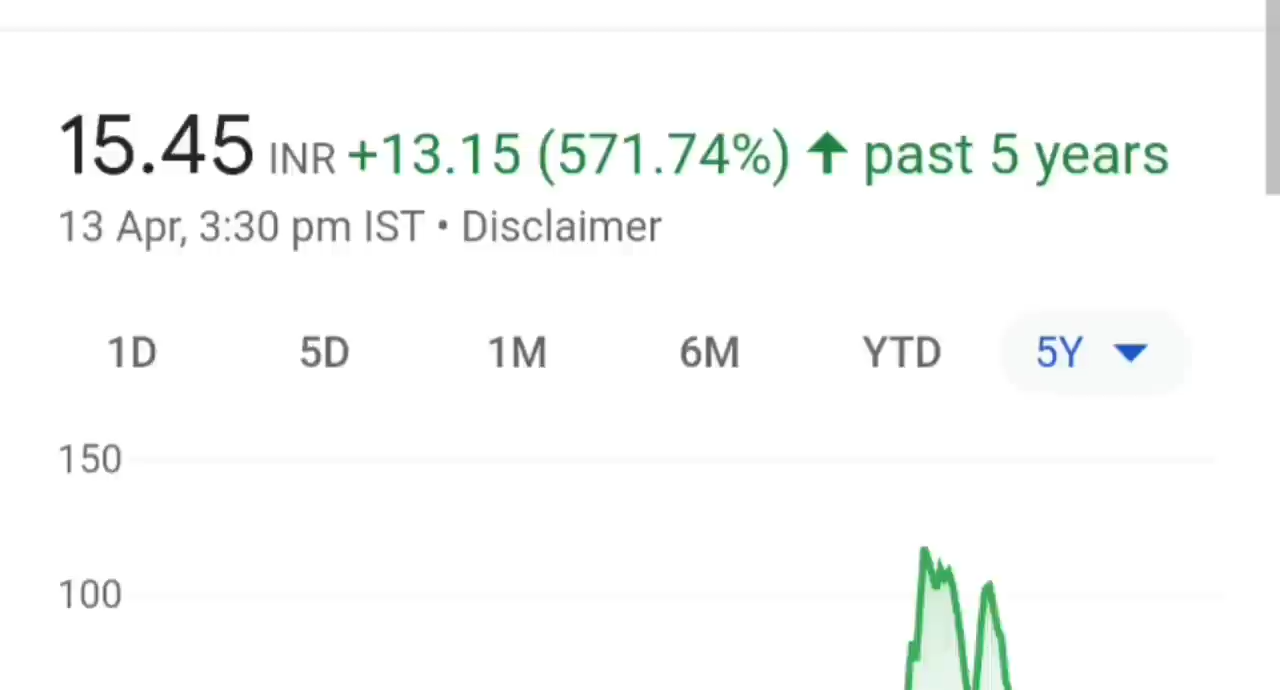 15.45 INR +13.15 (571.74%) ↑ past 5 years
13 Apr, 3:30 pm IST • Disclaimer
1D 5D 1M 6M YTD 5Y
150
100